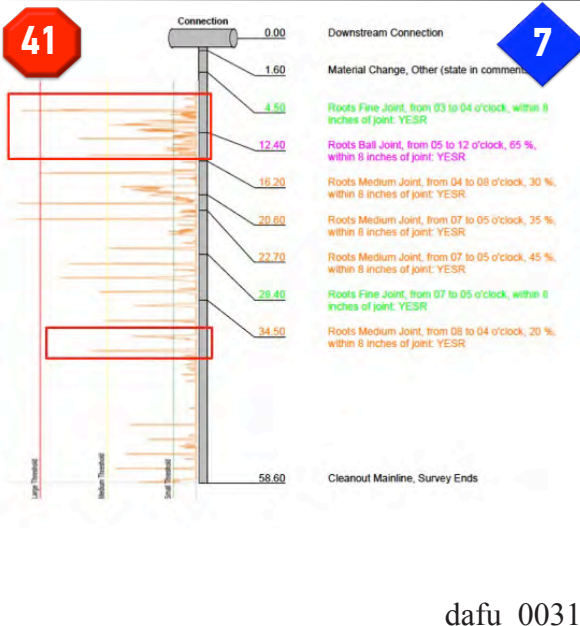 41
7
Connection
0.00 Downstream Connection
1.60 Material Change, Other (state in comment
4.50 Roots Fine Joint, from 03 to 04 o'clock, within 8
inches of joint: YESR
12.40 Roots Ball Joint, from 05 to 12 o'clock, 65 %,
within 8 inches of joint: YESR
16.20 Roots Medium Joint, from 04 to 08 o'clock, 30 %,
within 8 inches of joint: YESR
20.60 Roots Medium Joint, from 07 to 05 o'clock, 35 %,
within 8 inches of joint: YESR
22.70 Roots Medium Joint, from 07 to 05 o'clock, 45 %,
within 8 inches of joint: YESR
28.40 Roots Fine Joint, from 07 to 05 o'clock, within 8
inches of joint: YESR
34.50 Roots Medium Joint, from 08 to 04 o'clock, 20 %,
within 8 inches of joint: YESR
58.60 Cleanout Mainline, Survey Ends
Large Threshold
Medium Threshold
Small Threshold
dafu_0031